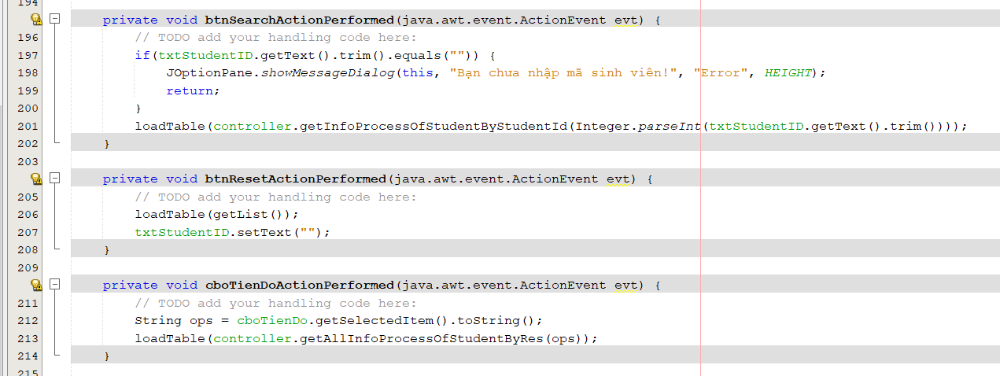 194
private void btnSearchActionPerformed(java.awt.event.ActionEvent evt) {
196 // TODO add your handling code here:
197 if(txtStudentID.getText().trim().equals("")) {
198 JOptionPane.showMessageDialog(this, "Bạn chưa nhập mã sinh viên!", "Error", HEIGHT);
199 return;
200 }
201 loadTable(controller.getInfoProcessOfStudentByStudentId(Integer.parseInt(txtStudentID.getText().trim())));
202 }
203
private void btnResetActionPerformed(java.awt.event.ActionEvent evt) {
205 // TODO add your handling code here:
206 loadTable(getList());
207 txtStudentID.setText("");
208 }
209
private void cboTienDoActionPerformed(java.awt.event.ActionEvent evt) {
211 // TODO add your handling code here:
212 String ops = cboTienDo.getSelectedItem().toString();
213 loadTable(controller.getAllInfoProcessOfStudentByRes(ops));
214 }
215